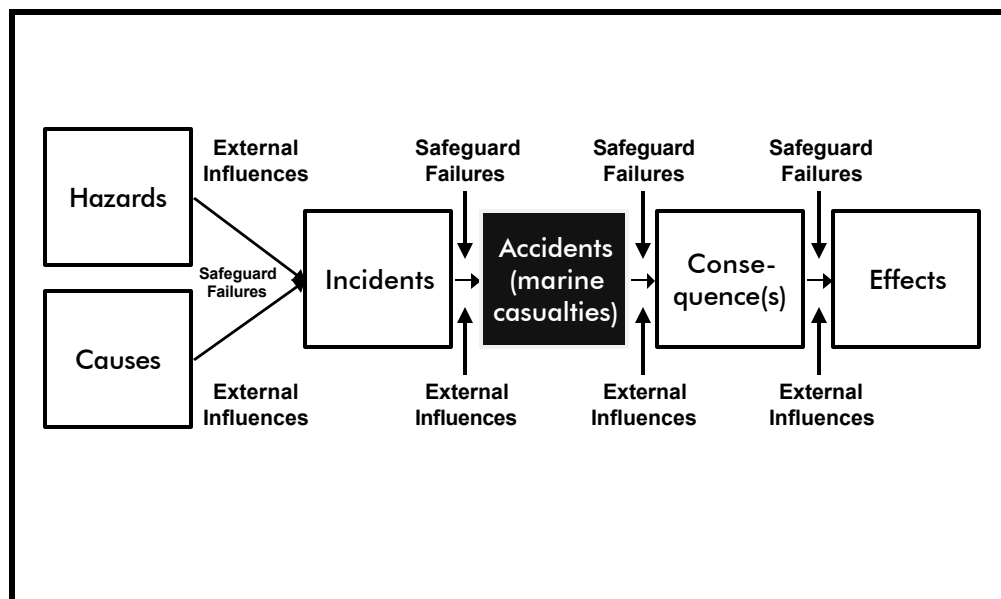 External
Influences
Safeguard
Failures
Safeguard
Failures
Safeguard
Failures
Hazards
Safeguard
Failures
Incidents
Accidents
(marine
casualties)
Conse-
quence(s)
Effects
Causes
External
Influences
External
Influences
External
Influences
External
Influences